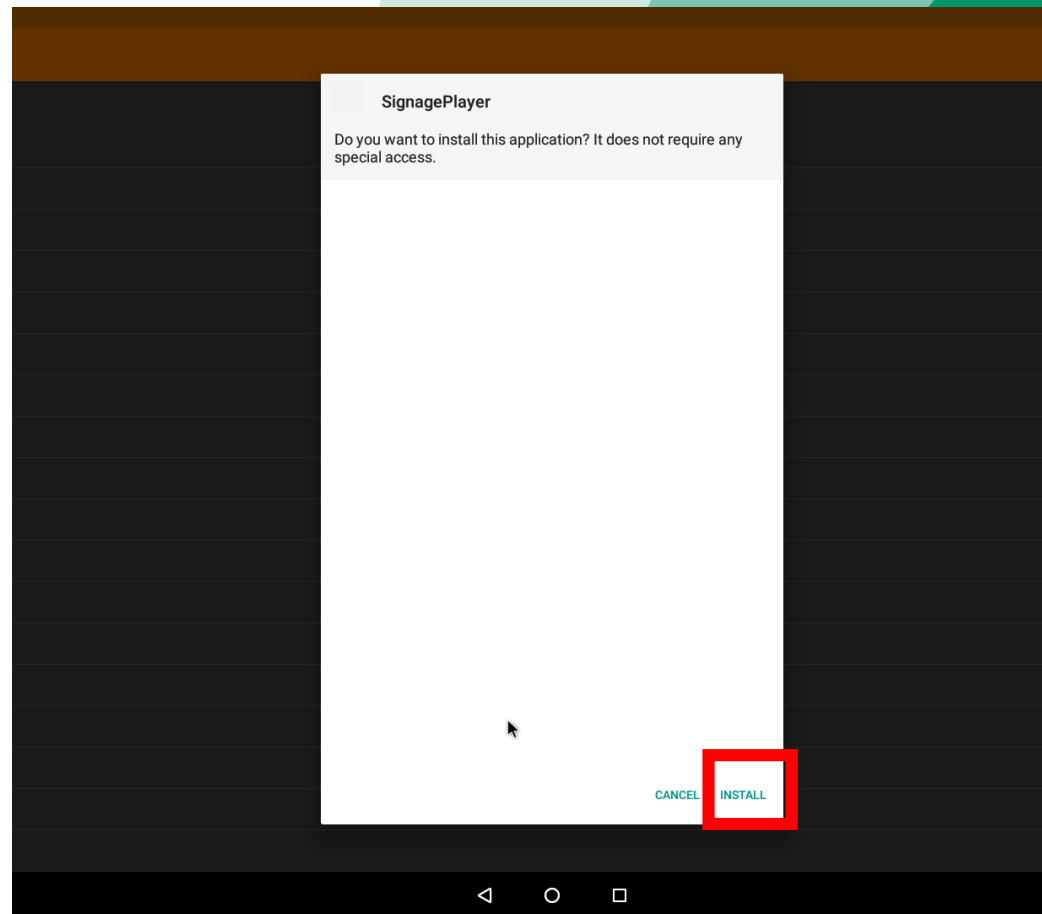 SignagePlayer
Do you want to install this application? It does not require any
special access.
CANCEL INSTALL